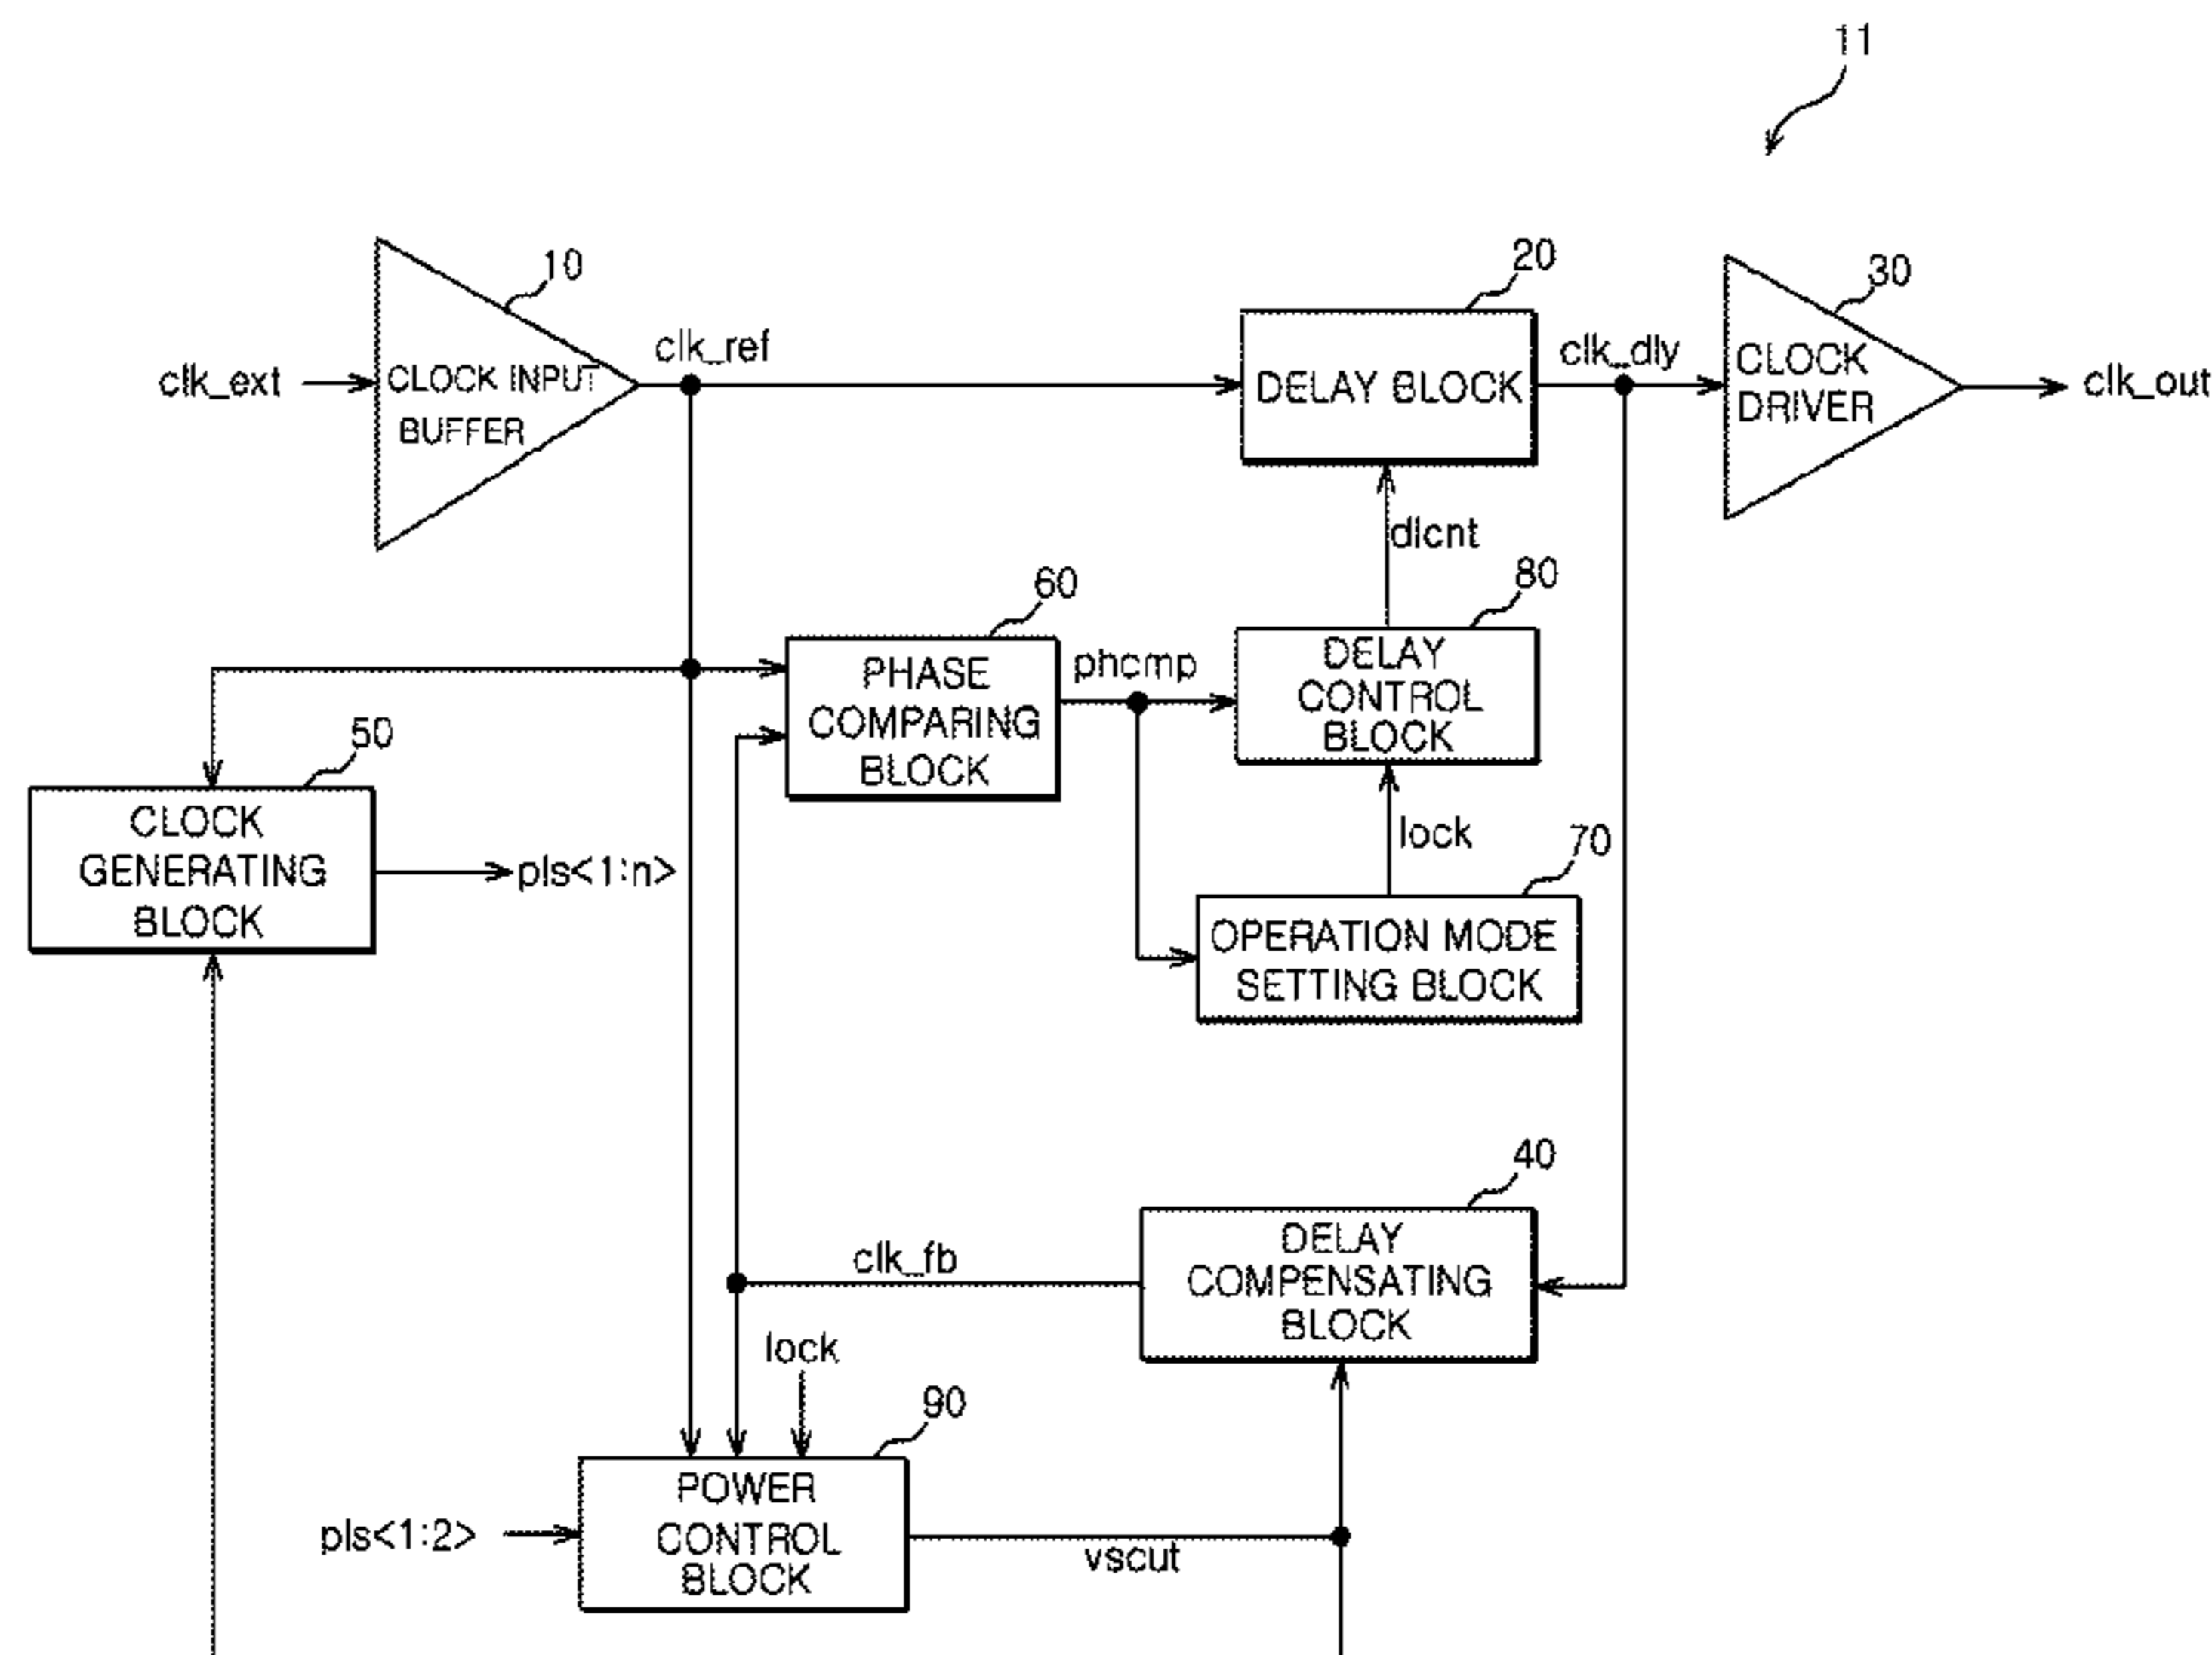 11
10
20
30
clk_ext
CLOCK INPUT
BUFFER
clk_ref
DELAY BLOCK
clk_dly
CLOCK
DRIVER
clk_out
dlcnt
60
80
PHASE
COMPARING
BLOCK
phcmp
DELAY
CONTROL
BLOCK
50
CLOCK
GENERATING
BLOCK
pls<1:n>
lock
70
OPERATION MODE
SETTING BLOCK
40
DELAY
COMPENSATING
BLOCK
clk_fb
lock
90
POWER
CONTROL
BLOCK
pls<1:2>
vscut